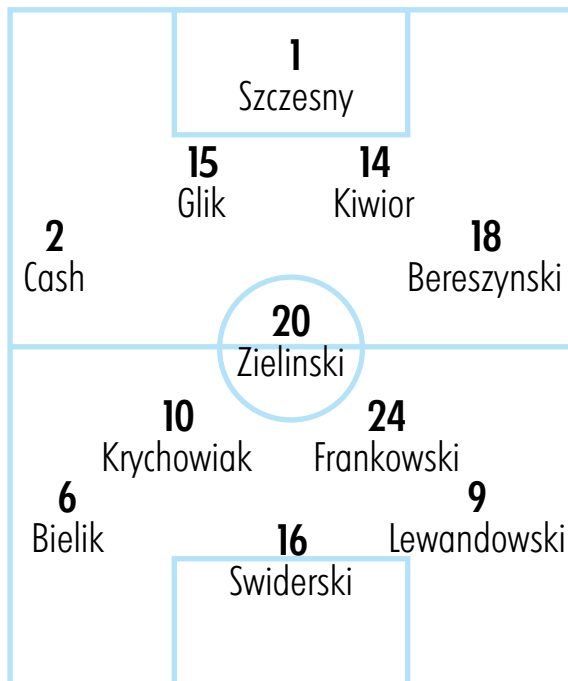 1
Szczesny
15
Glik
14
Kiwior
2
Cash
18
Bereszynski
20
Zielinski
10
Krychowiak
24
Frankowski
6
Bielik
9
Lewandowski
16
Swiderski